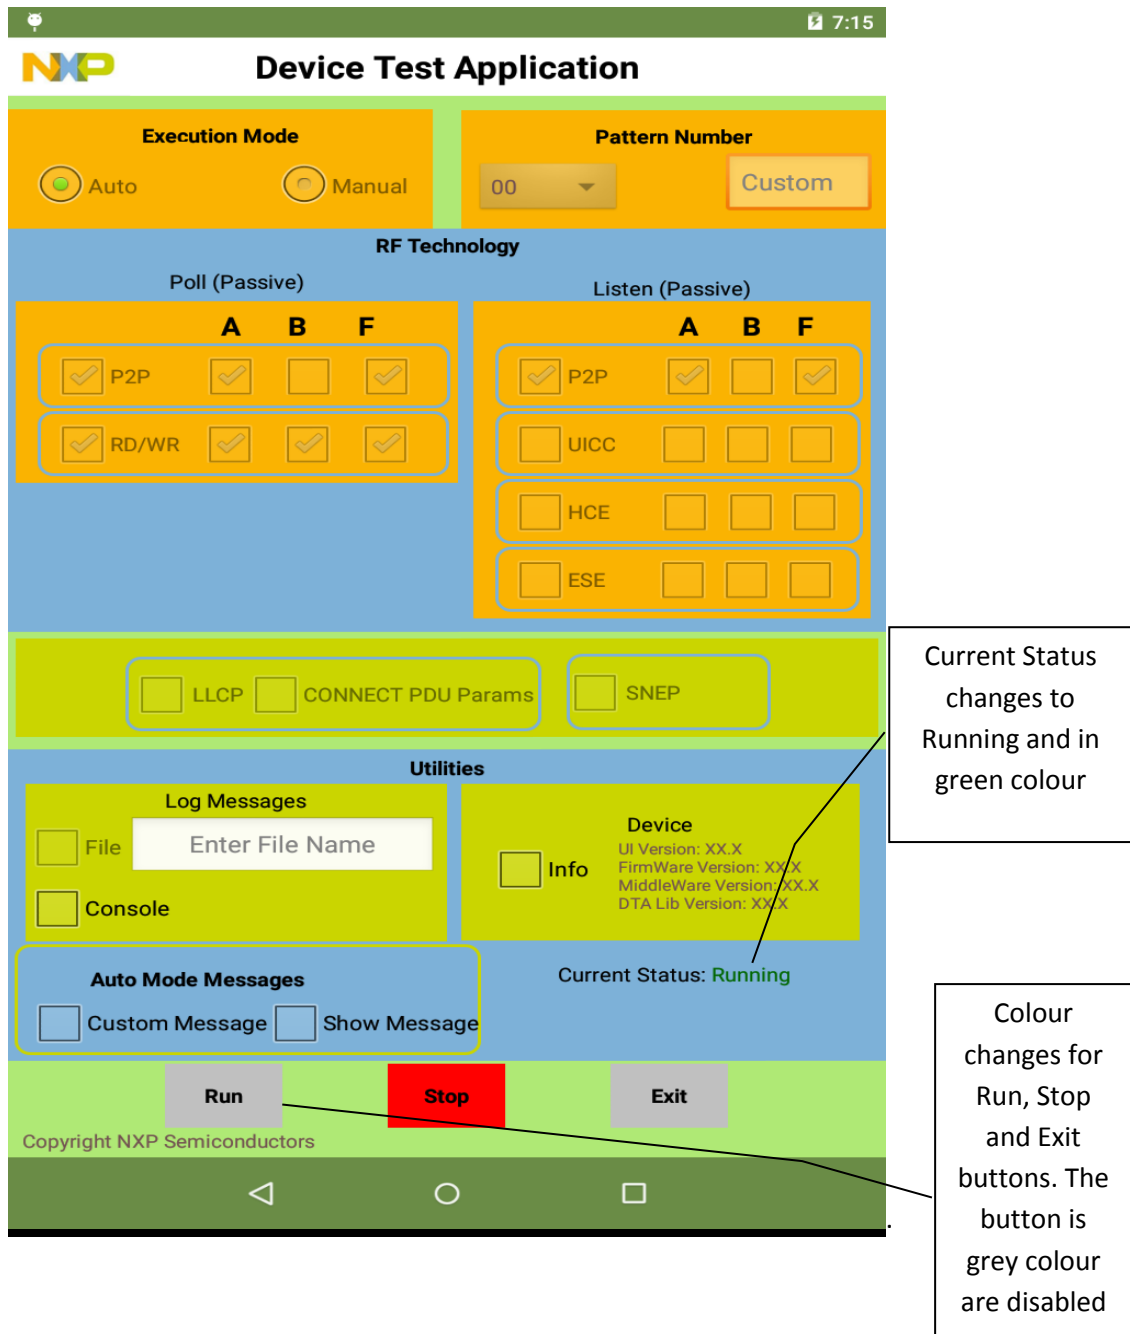 7:15
NXP
Device Test Application
Execution Mode
Auto
Manual
Pattern Number
00
Custom
RF Technology
Poll (Passive)
A B F
P2P
RD/WR
Listen (Passive)
A B F
P2P
UICC
HCE
ESE
LLCP
CONNECT PDU Params
SNEP
Utilities
Log Messages
File
Enter File Name
Console
Info
Device
UI Version: XX.X
FirmWare Version: XX.X
MiddleWare Version: XX.X
DTA Lib Version: XX.X
Auto Mode Messages
Custom Message
Show Message
Current Status: Running
Run
Stop
Exit
Copyright NXP Semiconductors
.
Current Status
changes to
Running and in
green colour
Colour
changes for
Run, Stop
and Exit
buttons. The
button is
grey colour
are disabled